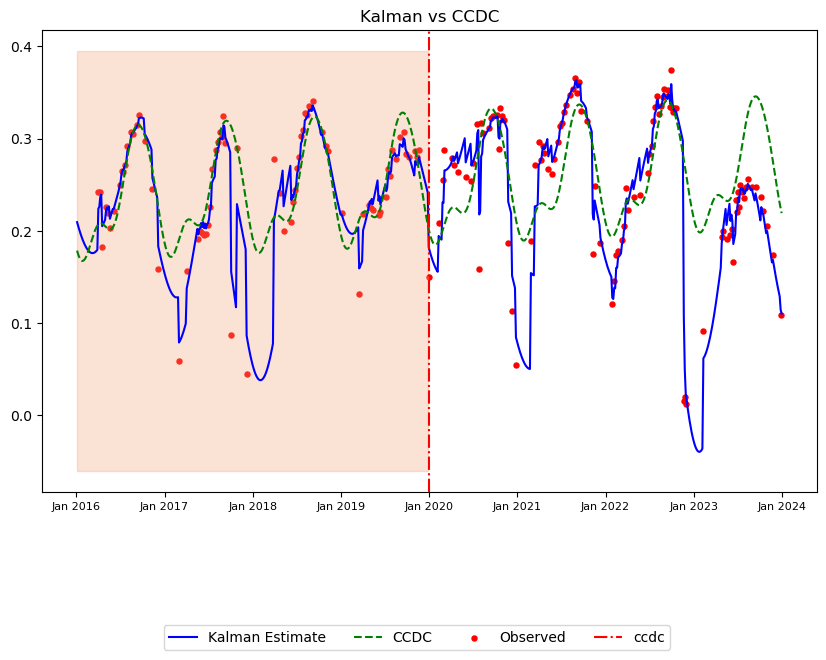 Kalman vs CCDC
0.4
0.3
0.2
0.1
0.0
Jan 2016 Jan 2017 Jan 2018 Jan 2019 Jan 2020 Jan 2021 Jan 2022 Jan 2023 Jan 2024
Kalman Estimate CCDC Observed ccdc